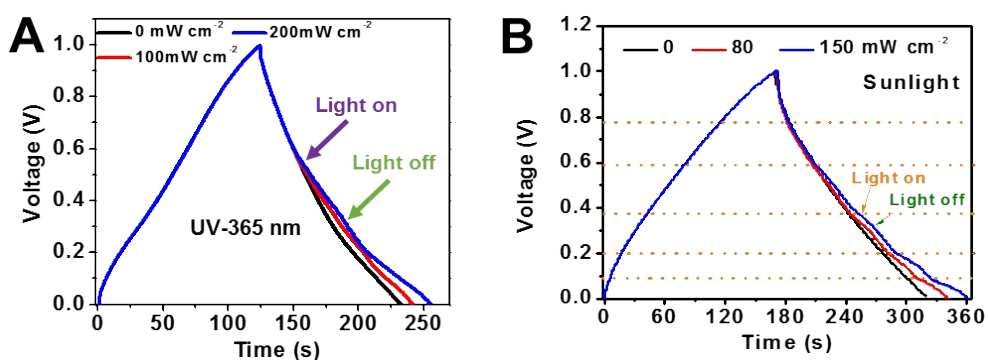 A
0 mW cm⁻²
200mW cm⁻²
100mW cm⁻²
Light on
Light off
UV-365 nm
Voltage (V)
1.0
0.8
0.6
0.4
0.2
0.0
0
50
100
150
200
250
Time (s)
B
0
80
150 mW cm⁻²
Sunlight
Light on
Light off
Voltage (V)
1.2
1.0
0.8
0.6
0.4
0.2
0.0
0
60
120
180
240
300
365
Time (s)